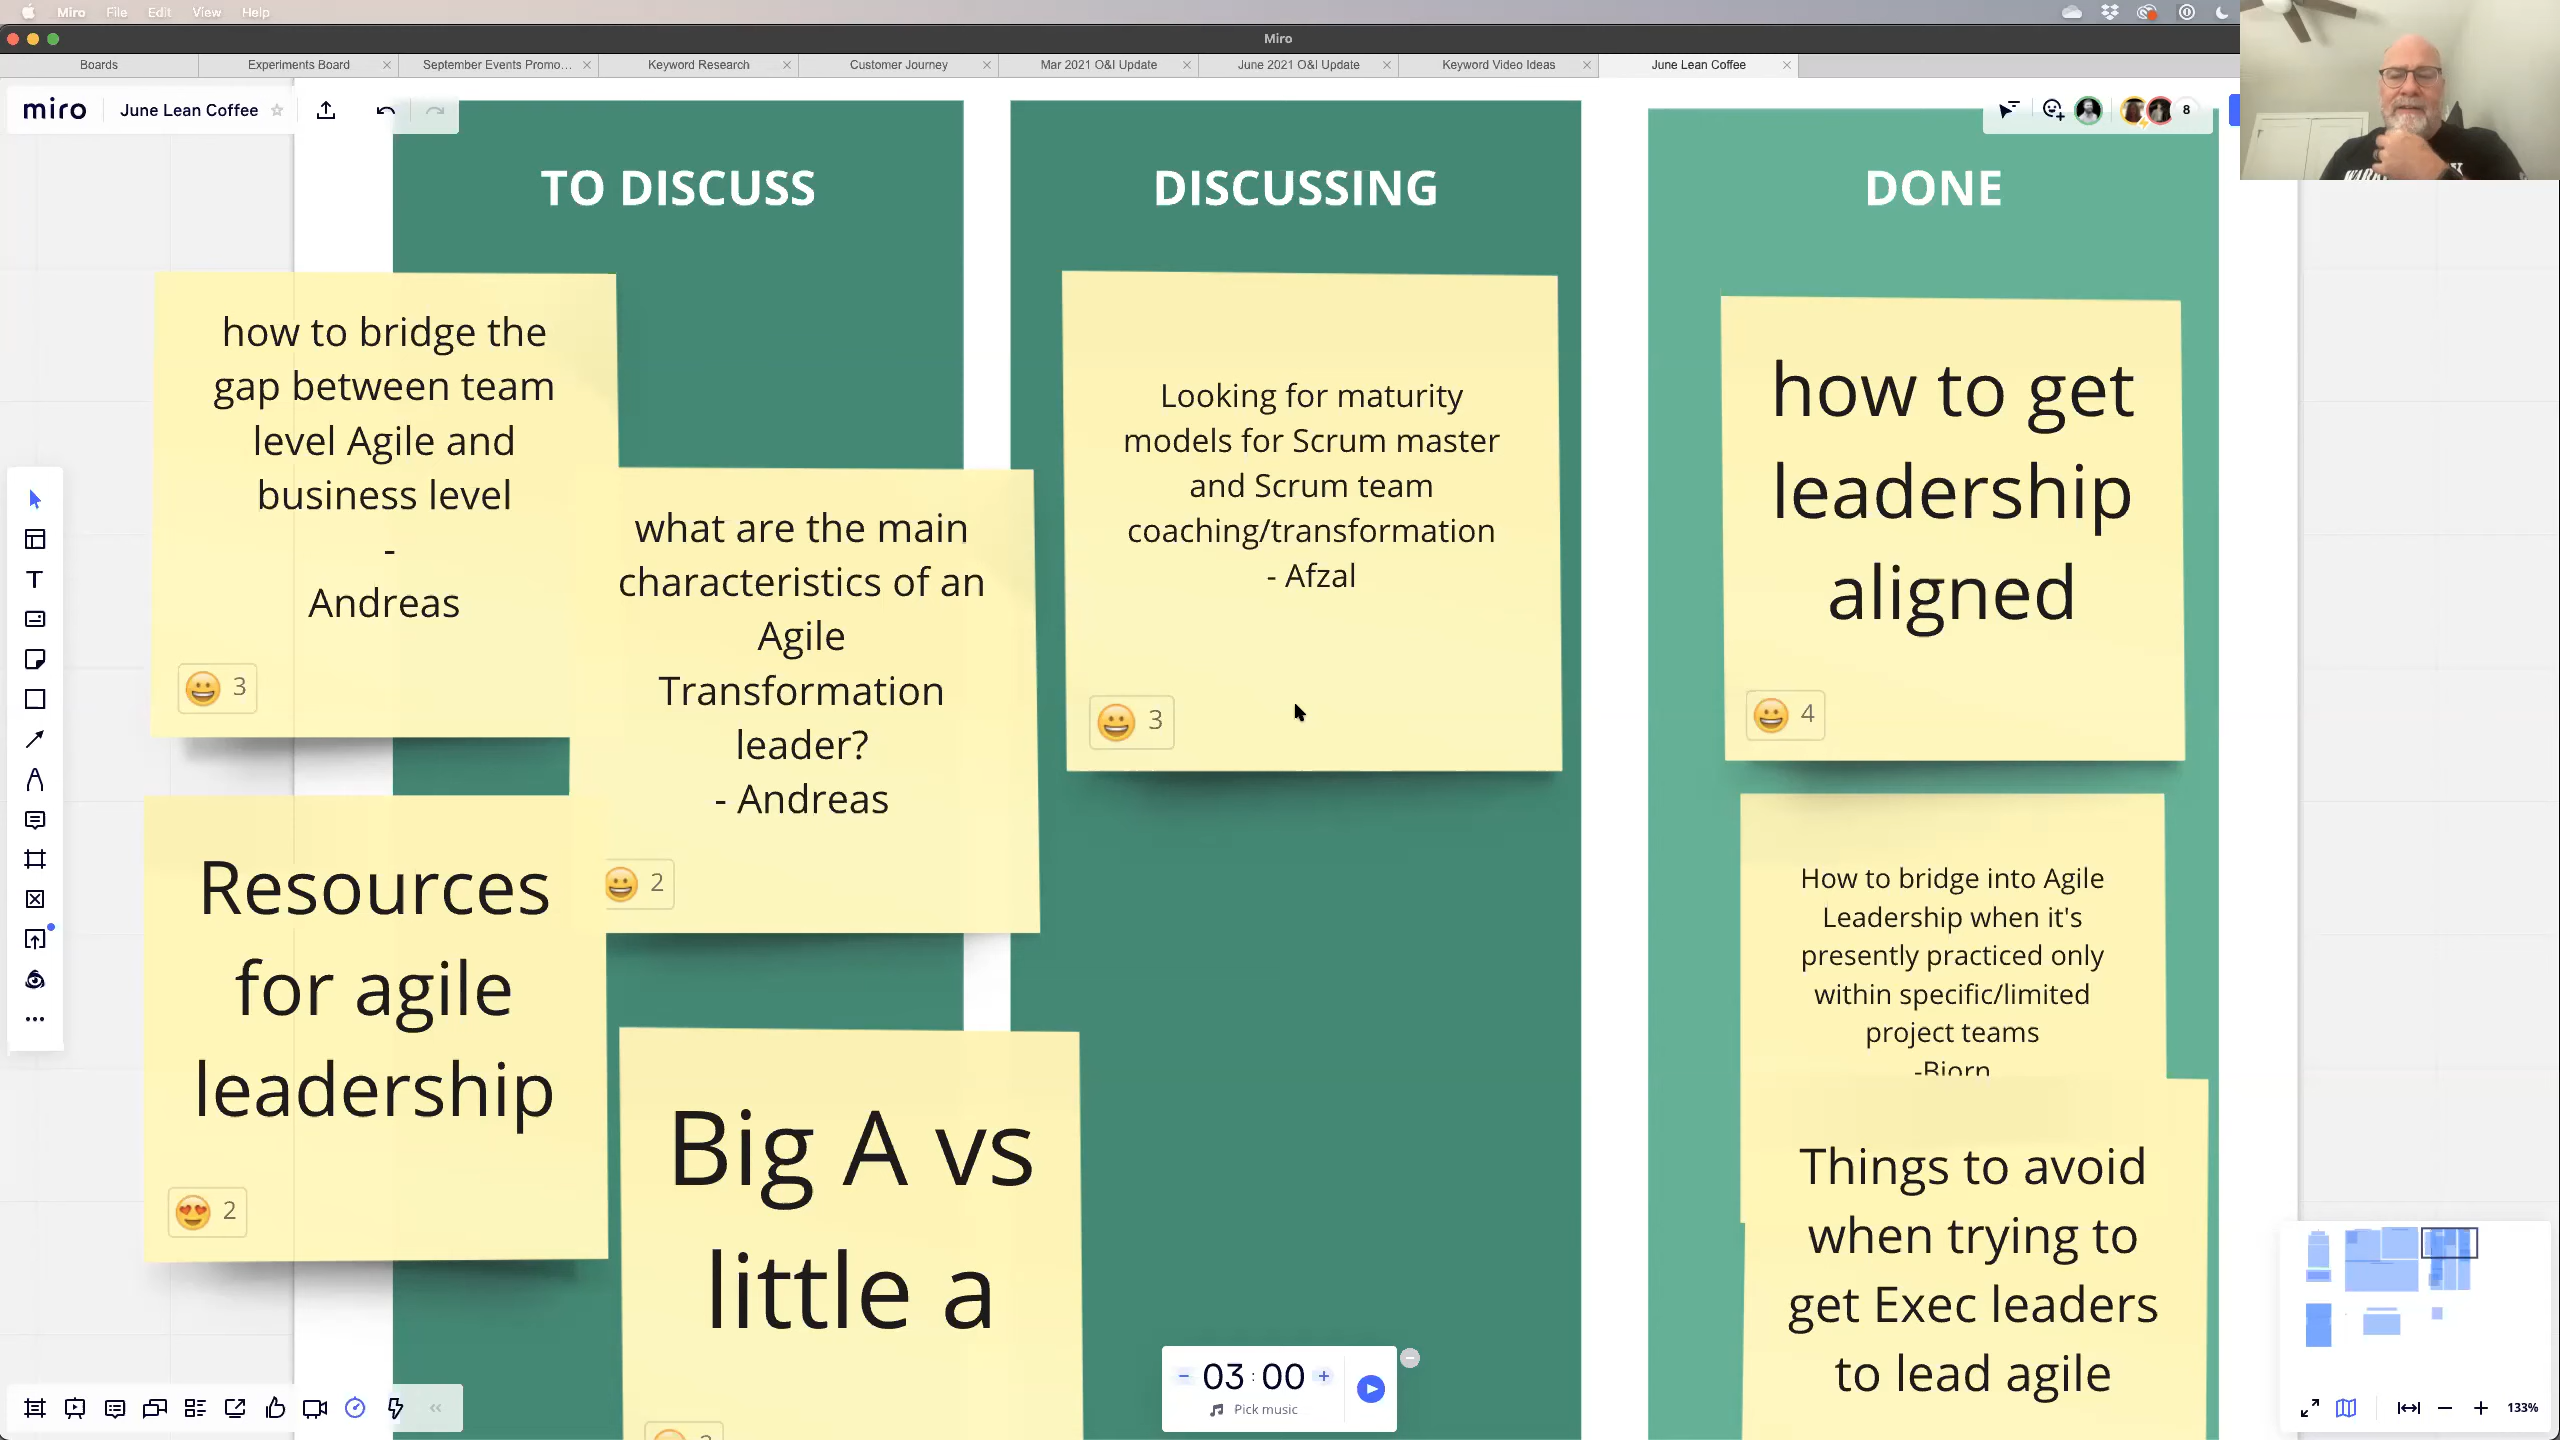 Miro File Edit View Help
Miro
Boards
Experiments Board
September Events Promo...
Keyword Research
Customer Journey
Mar 2021 O&I Update
June 2021 O&I Update
Keyword Video Ideas
June Lean Coffee
miro
June Lean Coffee
8
TO DISCUSS
how to bridge the
gap between team
level Agile and
business level
-
Andreas
3
what are the main
characteristics of an
Agile
Transformation
leader?
- Andreas
2
Resources
for agile
leadership
2
Big A vs
little a
DISCUSSING
Looking for maturity
models for Scrum master
and Scrum team
coaching/transformation
- Afzal
3
DONE
how to get
leadership
aligned
4
How to bridge into Agile
Leadership when it's
presently practiced only
within specific/limited
project teams
-Bjorn
Things to avoid
when trying to
get Exec leaders
to lead agile
03 : 00
Pick music
133%